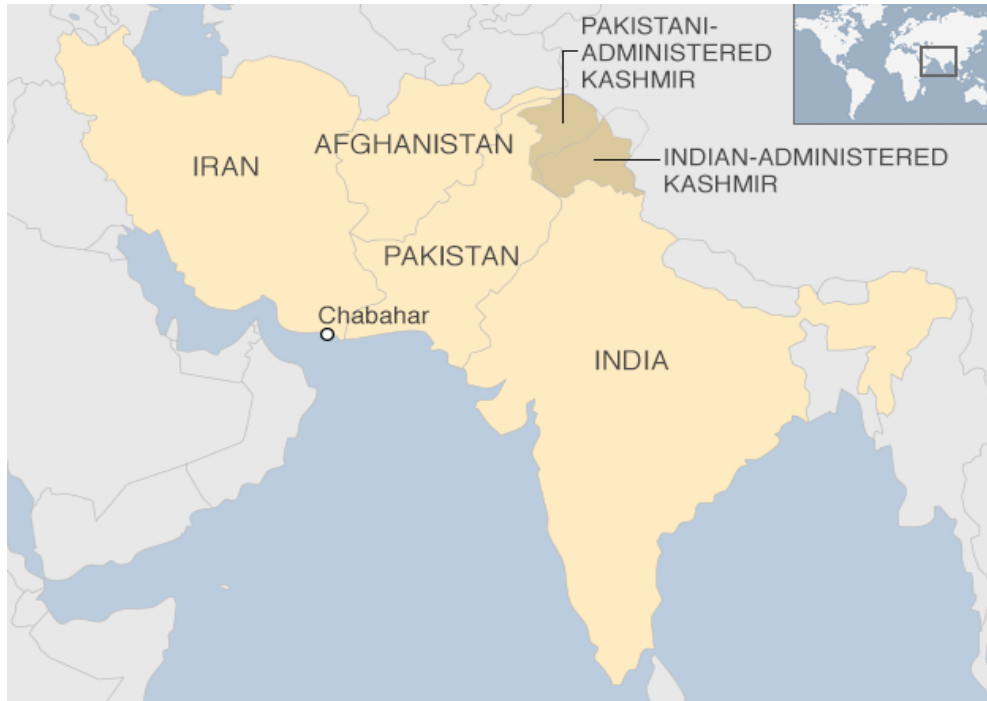 PAKISTANI-
ADMINISTERED
KASHMIR
AFGHANISTAN
IRAN
INDIAN-ADMINISTERED
KASHMIR
PAKISTAN
Chabahar
INDIA